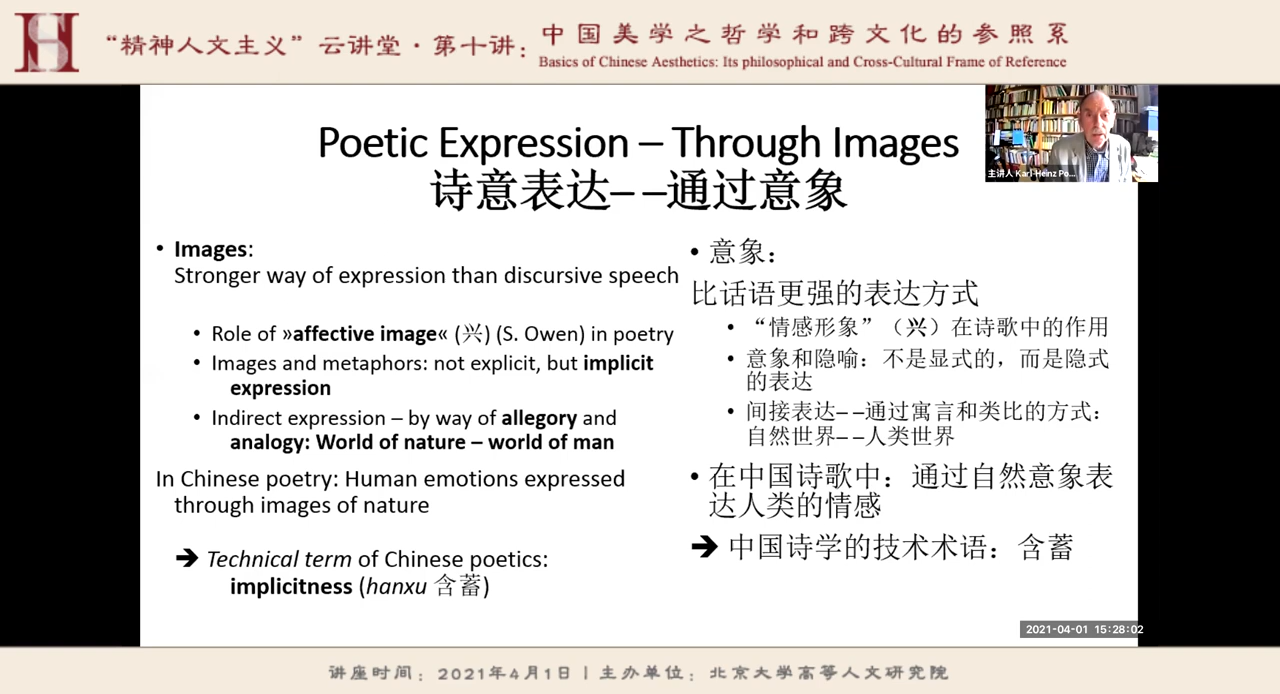 “精神人文主义”云讲堂·第十讲：
中国美学之哲学和跨文化的参照系
Basics of Chinese Aesthetics: Its philosophical and Cross-Cultural Frame of Reference
主讲人 Karl-Heinz Po...
Poetic Expression – Through Images
诗意表达––通过意象
• Images:
Stronger way of expression than discursive speech
• Role of »affective image« (兴) (S. Owen) in poetry
• Images and metaphors: not explicit, but implicit
expression
• Indirect expression – by way of allegory and
analogy: World of nature – world of man
In Chinese poetry: Human emotions expressed
through images of nature
➔ Technical term of Chinese poetics:
implicitness (hanxu 含蓄)
• 意象：
比话语更强的表达方式
• “情感形象”（兴）在诗歌中的作用
• 意象和隐喻：不是显式的，而是隐式
的表达
• 间接表达––通过寓言和类比的方式：
自然世界––人类世界
• 在中国诗歌中：通过自然意象表
达人类的情感
➔ 中国诗学的技术术语：含蓄
2021-04-01 15:28:02
讲座时间：2021年4月1日｜主办单位：北京大学高等人文研究院